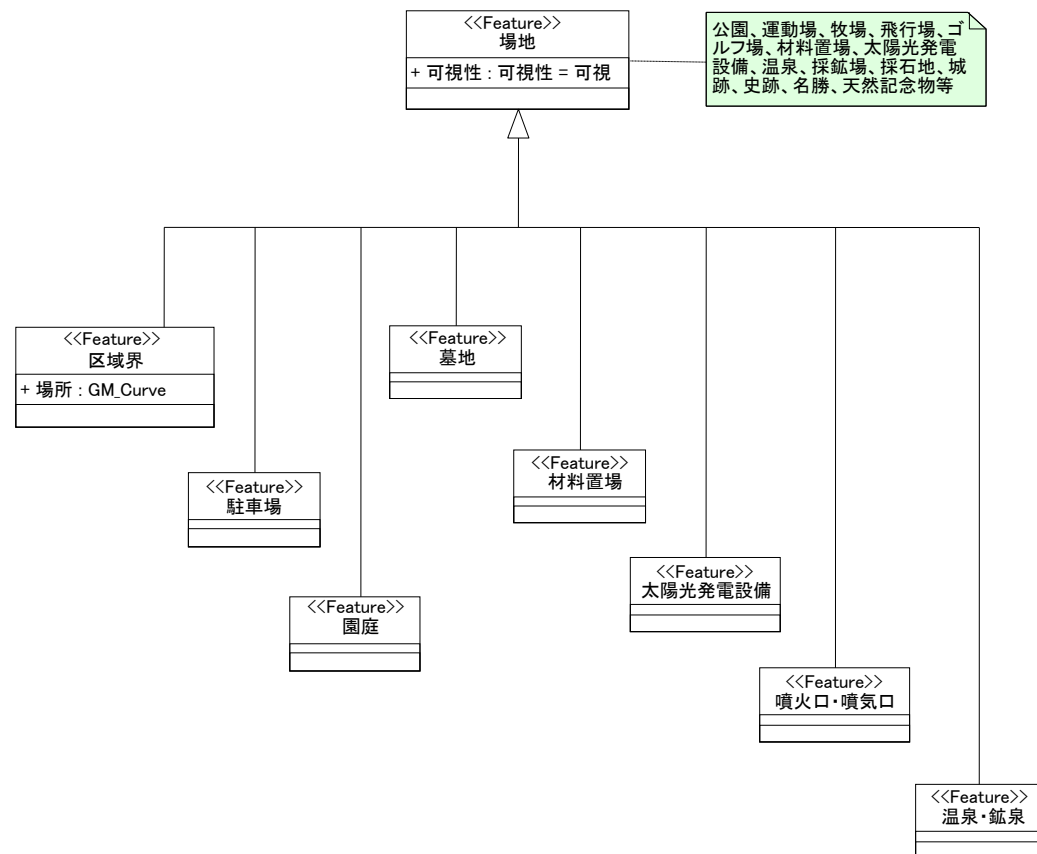 <<Feature>>
場地
+ 可視性 : 可視性 = 可視
公園、運動場、牧場、飛行場、ゴ
ルフ場、材料置場、太陽光発電
設備、温泉、採鉱場、採石地、城
跡、史跡、名勝、天然記念物等
<<Feature>>
区域界
+ 場所 : GM_Curve
<<Feature>>
墓地
<<Feature>>
駐車場
<<Feature>>
材料置場
<<Feature>>
園庭
<<Feature>>
太陽光発電設備
<<Feature>>
噴火口・噴気口
<<Feature>>
温泉・鉱泉